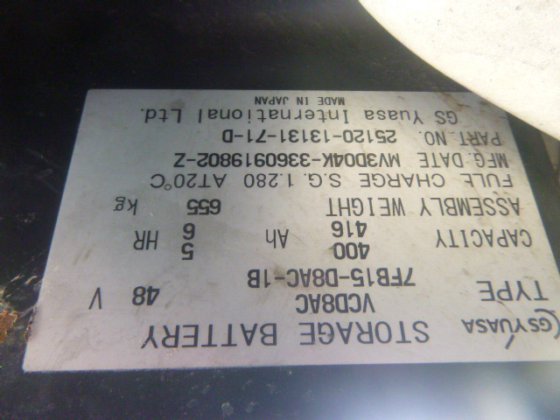 GS YUASA STORAGE BATTERY
TYPE VCD8AC 48 V
7FB15-D8AC-1B
CAPACITY 400 Ah 5 HR
416 6
ASSEMBLY WEIGHT 655 kg
FULL CHARGE S.G.1.280 AT20°C
MFG.DATE MV3D04K-3360919802-Z
PART.NO. 25120-13131-71-D
GS Yuasa International Ltd.
MADE IN JAPAN